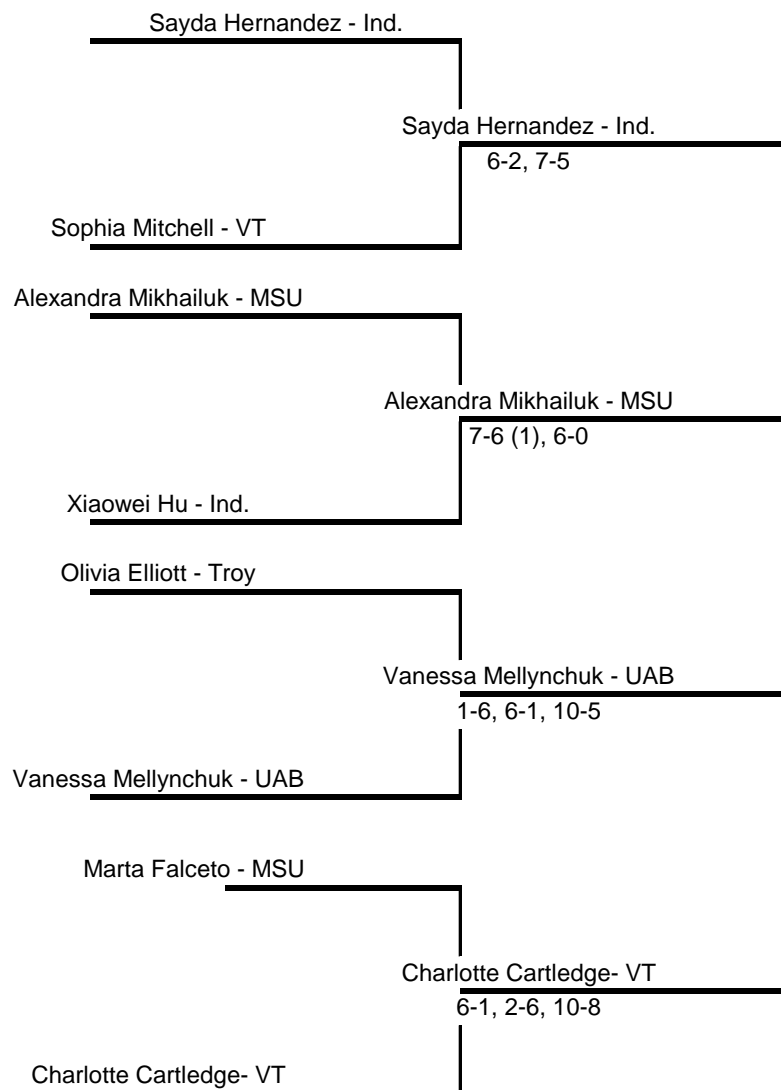 Sayda Hernandez - Ind.
Sayda Hernandez - Ind.
6-2, 7-5
Sophia Mitchell - VT
Alexandra Mikhailuk - MSU
Alexandra Mikhailuk - MSU
7-6 (1), 6-0
Xiaowei Hu - Ind.
Olivia Elliott - Troy
Vanessa Mellynchuk - UAB
1-6, 6-1, 10-5
Vanessa Mellynchuk - UAB
Marta Falceto - MSU
Charlotte Cartledge- VT
6-1, 2-6, 10-8
Charlotte Cartledge- VT